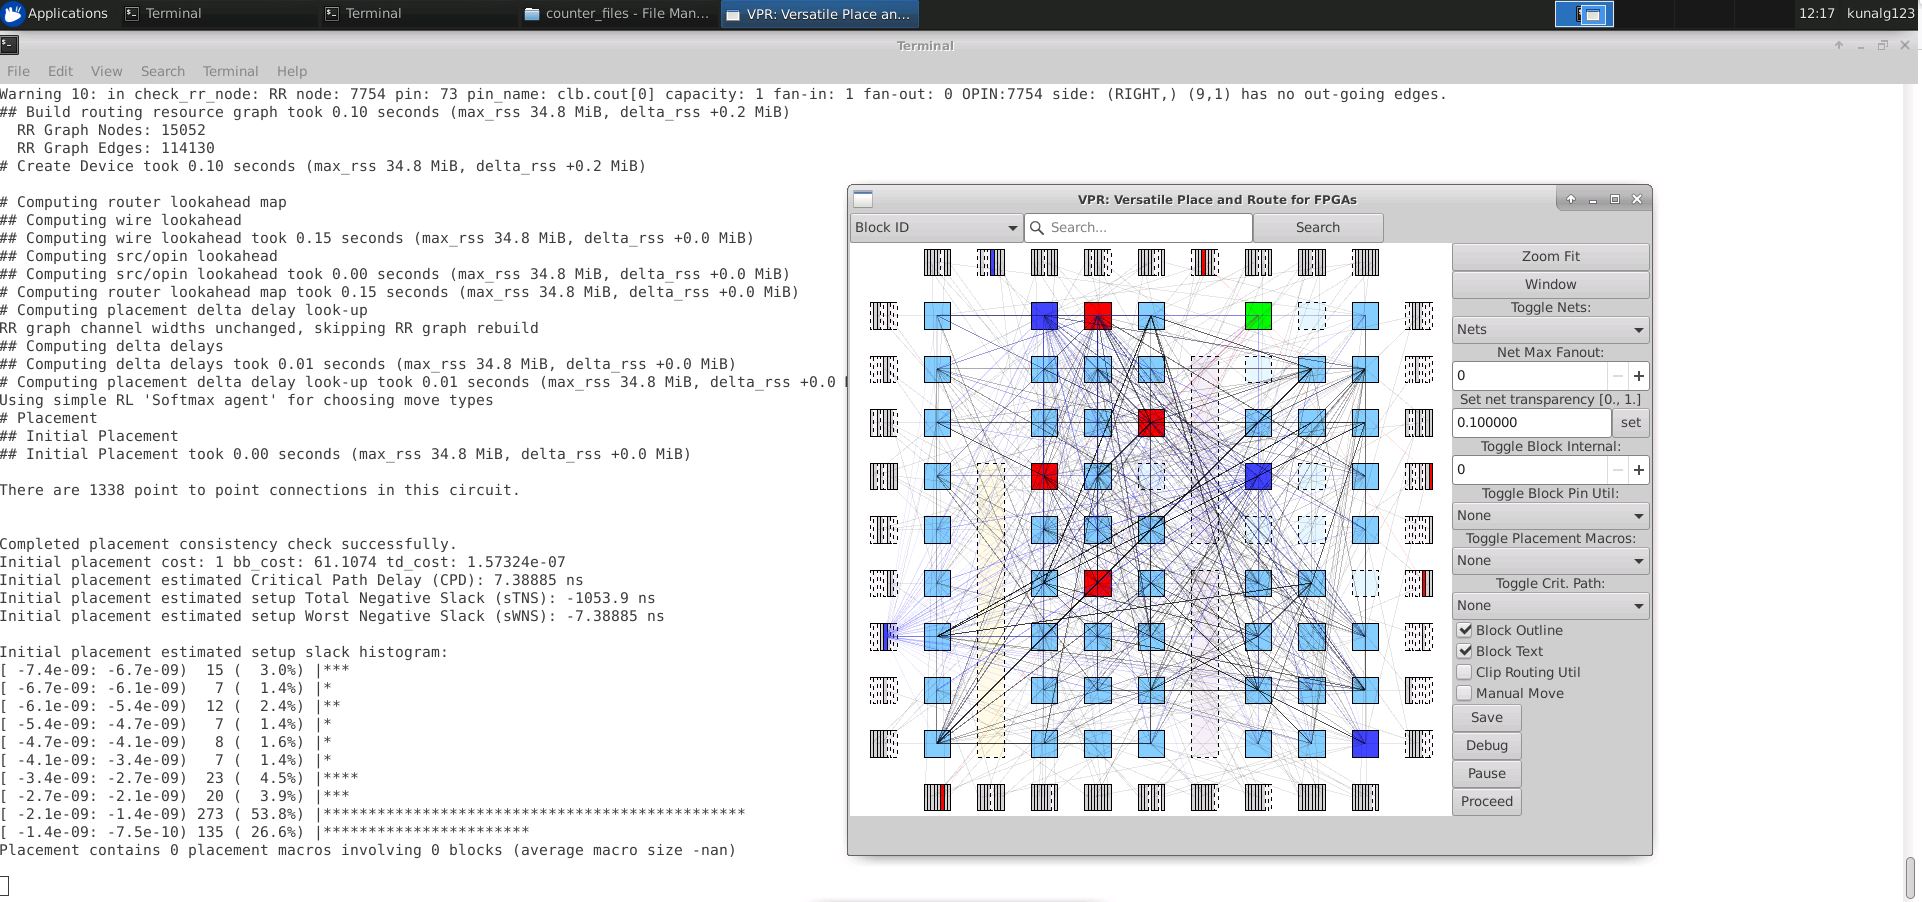 Applications
Terminal
Terminal
counter_files - File Man...
VPR: Versatile Place an...
12:17
kunalg123
Terminal
File Edit View Search Terminal Help
Warning 10: in check_rr_node: RR node: 7754 pin: 73 pin_name: clb.cout[0] capacity: 1 fan-in: 1 fan-out: 0 OPIN:7754 side: (RIGHT,) (9,1) has no out-going edges.
## Build routing resource graph took 0.10 seconds (max_rss 34.8 MiB, delta_rss +0.2 MiB)
RR Graph Nodes: 15052
RR Graph Edges: 114130
# Create Device took 0.10 seconds (max_rss 34.8 MiB, delta_rss +0.2 MiB)
# Computing router lookahead map
## Computing wire lookahead
## Computing wire lookahead took 0.15 seconds (max_rss 34.8 MiB, delta_rss +0.0 MiB)
## Computing src/opin lookahead
## Computing src/opin lookahead took 0.00 seconds (max_rss 34.8 MiB, delta_rss +0.0 MiB)
# Computing router lookahead map took 0.15 seconds (max_rss 34.8 MiB, delta_rss +0.0 MiB)
# Computing placement delta delay look-up
RR graph channel widths unchanged, skipping RR graph rebuild
## Computing delta delays
## Computing delta delays took 0.01 seconds (max_rss 34.8 MiB, delta_rss +0.0 MiB)
# Computing placement delta delay look-up took 0.01 seconds (max_rss 34.8 MiB, delta_rss +0.0
Using simple RL 'Softmax agent' for choosing move types
# Placement
## Initial Placement
## Initial Placement took 0.00 seconds (max_rss 34.8 MiB, delta_rss +0.0 MiB)
There are 1338 point to point connections in this circuit.
Completed placement consistency check successfully.
Initial placement cost: 1 bb_cost: 61.1074 td_cost: 1.57324e-07
Initial placement estimated Critical Path Delay (CPD): 7.38885 ns
Initial placement estimated setup Total Negative Slack (sTNS): -1053.9 ns
Initial placement estimated setup Worst Negative Slack (sWNS): -7.38885 ns
Initial placement estimated setup slack histogram:
[ -7.4e-09: -6.7e-09) 15 ( 3.0%) |***
[ -6.7e-09: -6.1e-09) 7 ( 1.4%) |*
[ -6.1e-09: -5.4e-09) 12 ( 2.4%) |**
[ -5.4e-09: -4.7e-09) 7 ( 1.4%) |*
[ -4.7e-09: -4.1e-09) 8 ( 1.6%) |*
[ -4.1e-09: -3.4e-09) 7 ( 1.4%) |*
[ -3.4e-09: -2.7e-09) 23 ( 4.5%) |****
[ -2.7e-09: -2.1e-09) 20 ( 3.9%) |***
[ -2.1e-09: -1.4e-09) 273 ( 53.8%) |***********************************************
[ -1.4e-09: -7.5e-10) 135 ( 26.6%) |***********************
Placement contains 0 placement macros involving 0 blocks (average macro size -nan)
VPR: Versatile Place and Route for FPGAs
Block ID
Search...
Search
Zoom Fit
Window
Toggle Nets:
Nets
Net Max Fanout:
0
Set net transparency [0., 1.]
0.100000
set
Toggle Block Internal:
0
Toggle Block Pin Util:
None
Toggle Placement Macros:
None
Toggle Crit. Path:
None
Block Outline
Block Text
Clip Routing Util
Manual Move
Save
Debug
Pause
Proceed